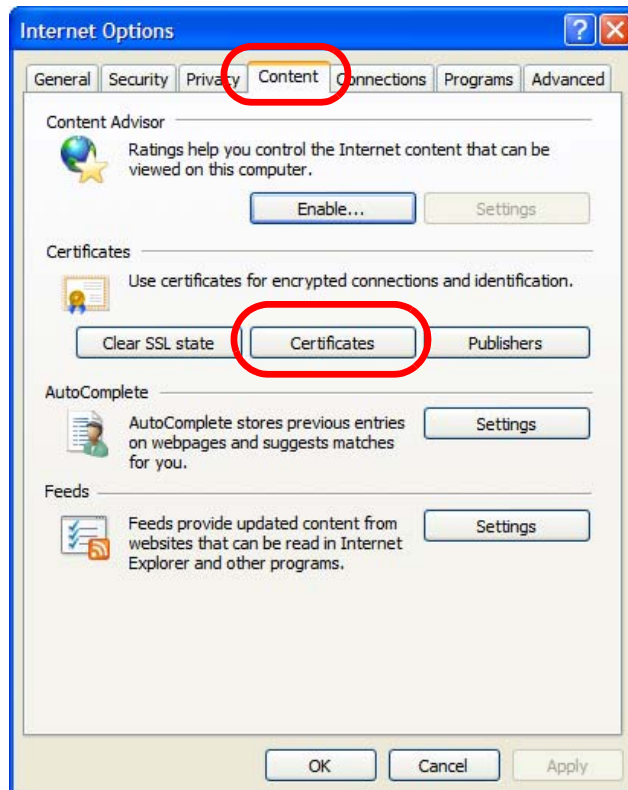 Internet Options
General Security Privacy Content Connections Programs Advanced
Content Advisor
Ratings help you control the Internet content that can be
viewed on this computer.
Enable... Settings
Certificates
Use certificates for encrypted connections and identification.
Clear SSL state Certificates Publishers
AutoComplete
AutoComplete stores previous entries
on webpages and suggests matches
for you.
Settings
Feeds
Feeds provide updated content from
websites that can be read in Internet
Explorer and other programs.
Settings
OK Cancel Apply